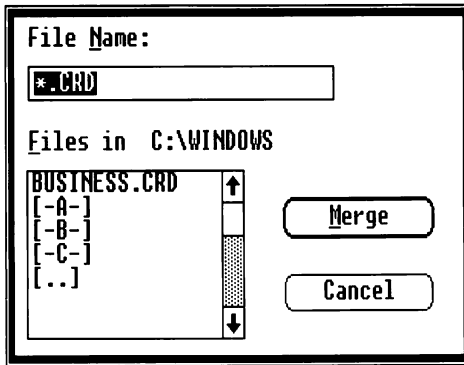 File Name:
*.CRD
Files in C:\WINDOWS
BUSINESS.CRD
[-A-]
[-B-]
[-C-]
[..]
Merge
Cancel